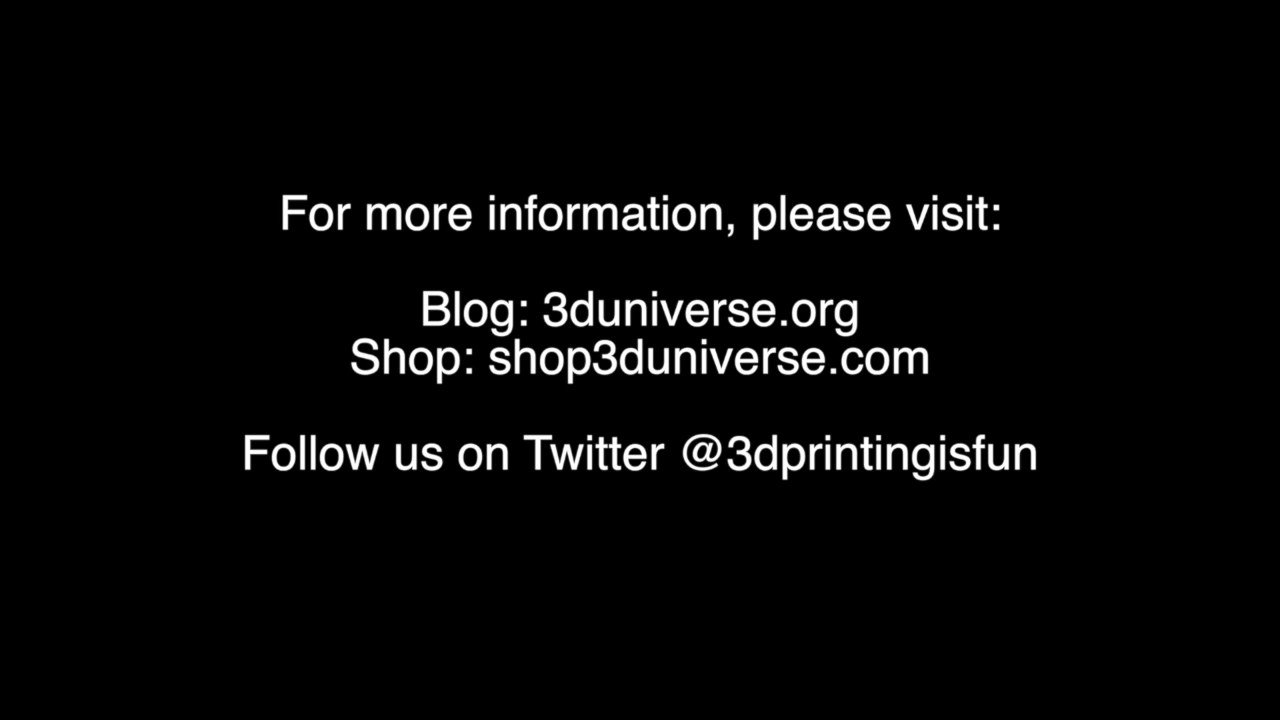 For more information, please visit:
Blog: 3duniverse.org
Shop: shop3duniverse.com
Follow us on Twitter @3dprintingisfun